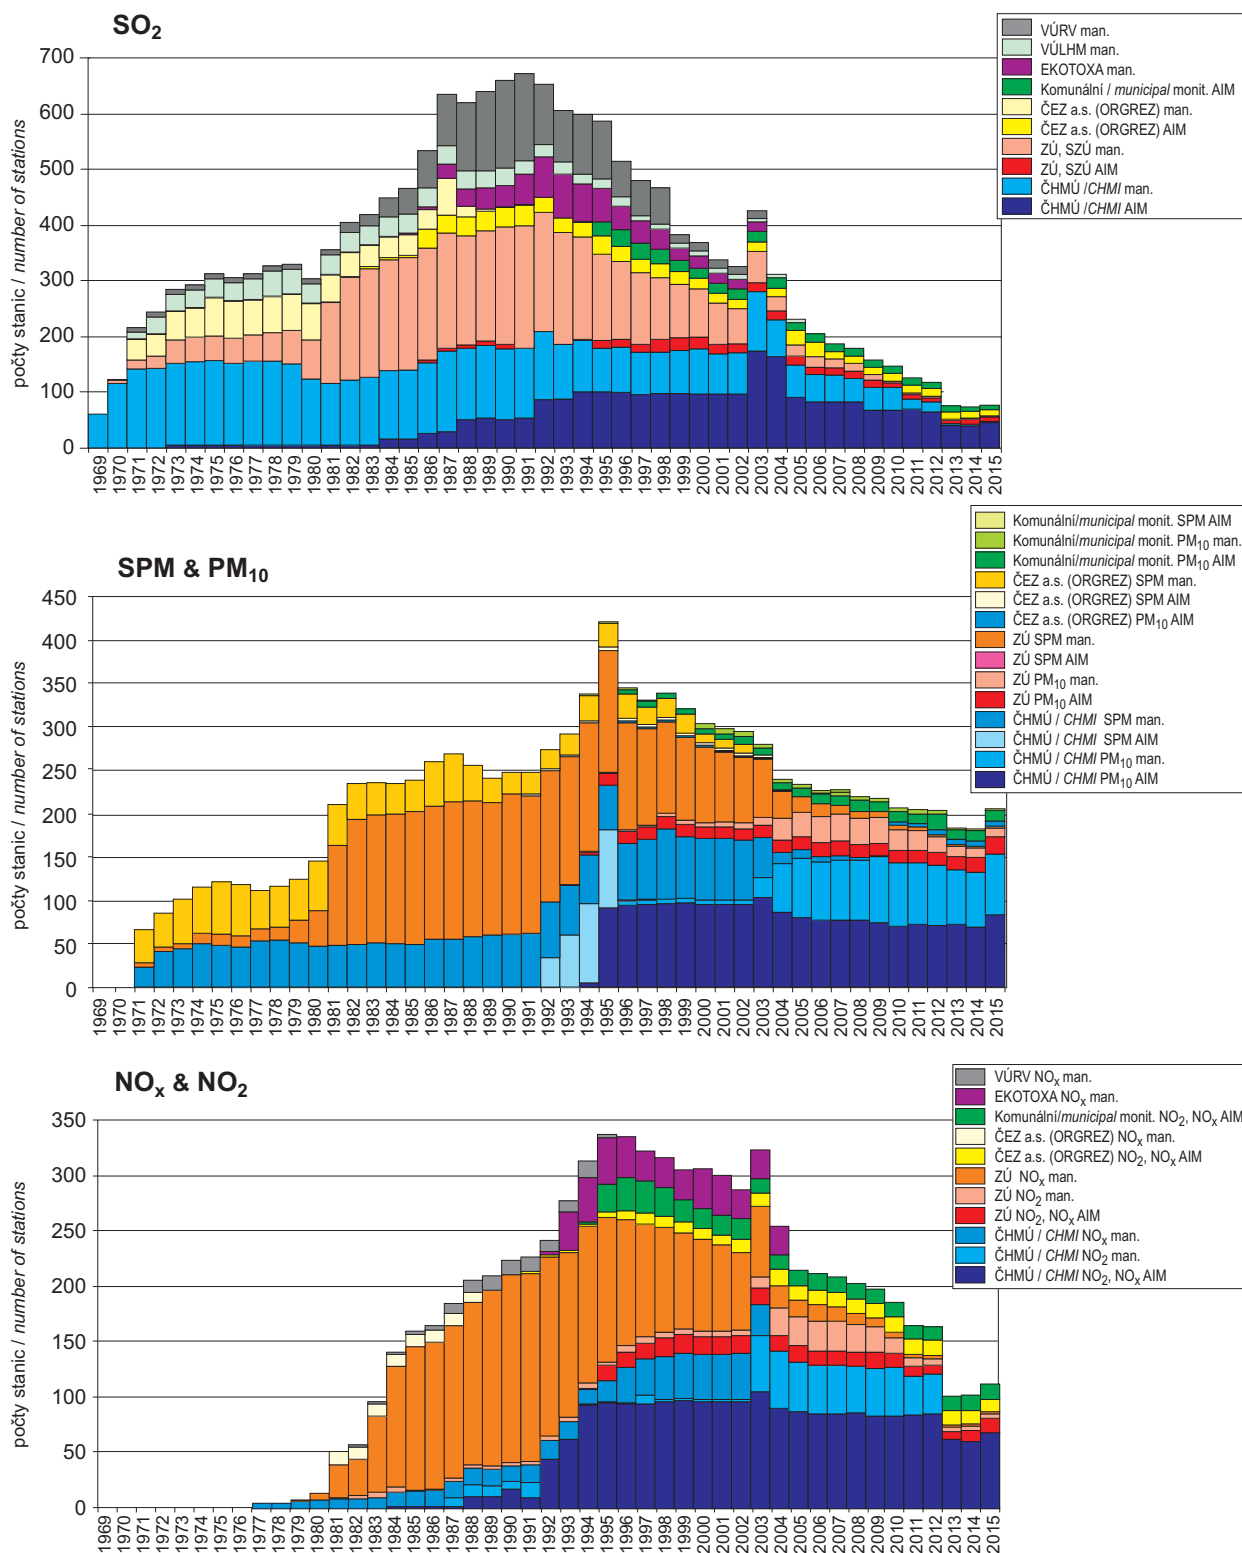 SO2
VÚRV man.
VÚLHM man.
EKOTOXA man.
Komunální / municipal monit. AIM
ČEZ a.s. (ORGREZ) man.
ČEZ a.s. (ORGREZ) AIM
ZÚ, SZÚ man.
ZÚ, SZÚ AIM
ČHMÚ /CHMI man.
ČHMÚ /CHMI AIM
počty stanic / number of stations
700
600
500
400
300
200
100
0
1969 1970 1971 1972 1973 1974 1975 1976 1977 1978 1979 1980 1981 1982 1983 1984 1985 1986 1987 1988 1989 1990 1991 1992 1993 1994 1995 1996 1997 1998 1999 2000 2001 2002 2003 2004 2005 2006 2007 2008 2009 2010 2011 2012 2013 2014 2015
SPM & PM10
Komunální/municipal monit. SPM AIM
Komunální/municipal monit. PM10 man.
Komunální/municipal monit. PM10 AIM
ČEZ a.s. (ORGREZ) SPM man.
ČEZ a.s. (ORGREZ) SPM AIM
ČEZ a.s. (ORGREZ) PM10 AIM
ZÚ SPM man.
ZÚ SPM AIM
ZÚ PM10 man.
ZÚ PM10 AIM
ČHMÚ / CHMI SPM man.
ČHMÚ / CHMI SPM AIM
ČHMÚ / CHMI PM10 man.
ČHMÚ / CHMI PM10 AIM
počty stanic / number of stations
450
400
350
300
250
200
150
100
50
0
1969 1970 1971 1972 1973 1974 1975 1976 1977 1978 1979 1980 1981 1982 1983 1984 1985 1986 1987 1988 1989 1990 1991 1992 1993 1994 1995 1996 1997 1998 1999 2000 2001 2002 2003 2004 2005 2006 2007 2008 2009 2010 2011 2012 2013 2014 2015
NOx & NO2
VÚRV NOx man.
EKOTOXA NOx man.
Komunální/municipal monit. NO2, NOx AIM
ČEZ a.s. (ORGREZ) NOx man.
ČEZ a.s. (ORGREZ) NO2, NOx AIM
ZÚ NOx man.
ZÚ NO2 man.
ZÚ NO2, NOx AIM
ČHMÚ / CHMI NOx man.
ČHMÚ / CHMI NO2 man.
ČHMÚ / CHMI NO2, NOx AIM
počty stanic / number of stations
350
300
250
200
150
100
50
0
1969 1970 1971 1972 1973 1974 1975 1976 1977 1978 1979 1980 1981 1982 1983 1984 1985 1986 1987 1988 1989 1990 1991 1992 1993 1994 1995 1996 1997 1998 1999 2000 2001 2002 2003 2004 2005 2006 2007 2008 2009 2010 2011 2012 2013 2014 2015